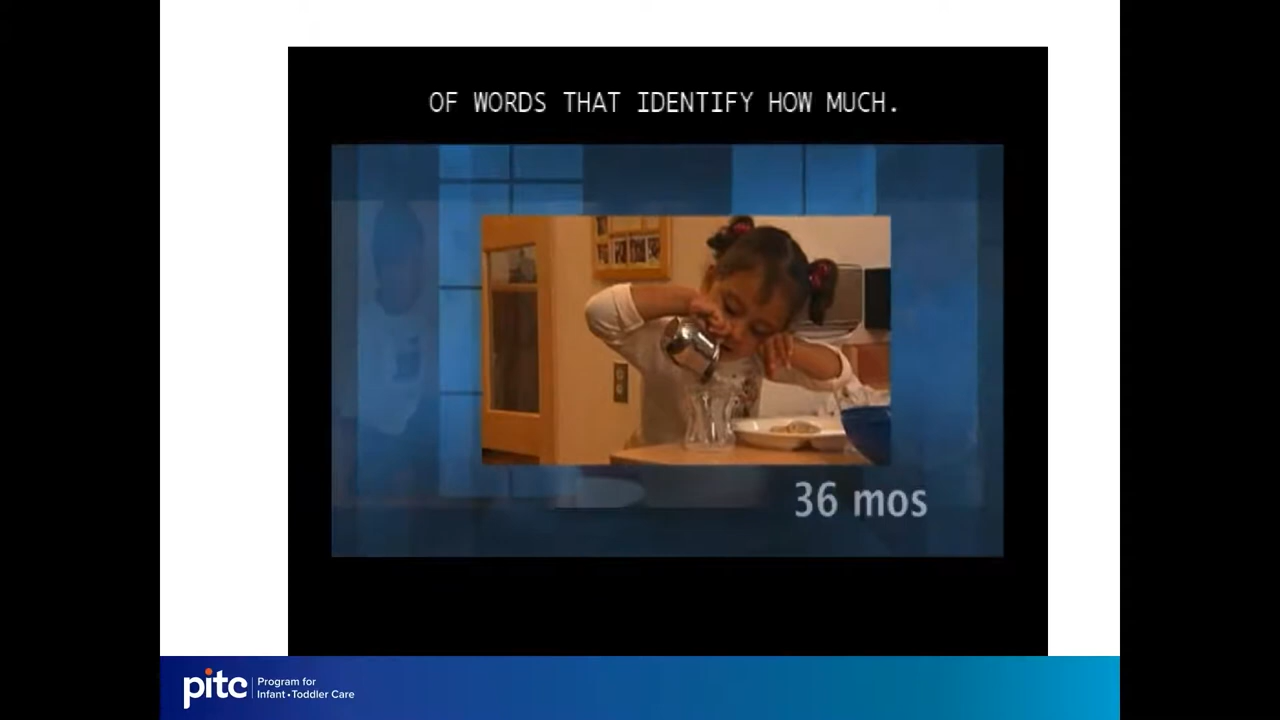 OF WORDS THAT IDENTIFY HOW MUCH.
36 mos
pitc
Program for
Infant•Toddler Care